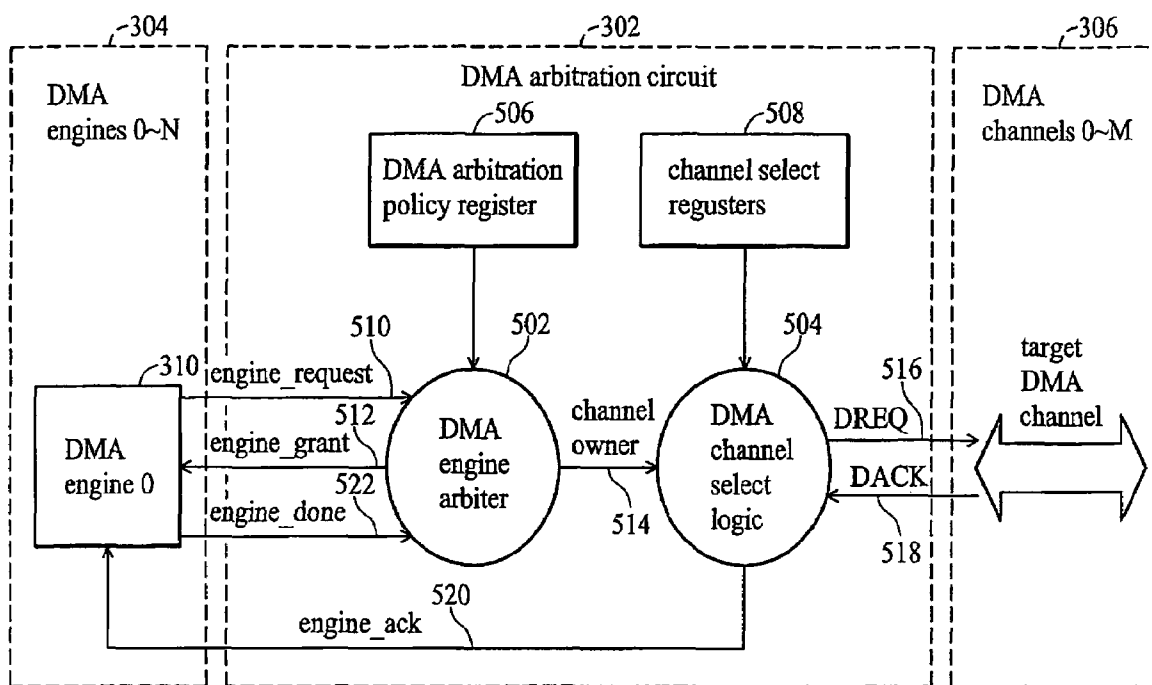 304
302
306
DMA
engines 0~N
DMA arbitration circuit
DMA
channels 0~M
506
508
DMA arbitration
policy register
channel select
regusters
310
510
502
504
516
target
DMA
channel
engine_request
512
engine_grant
522
engine_done
DMA
engine 0
DMA
engine
arbiter
channel
owner
514
DMA
channel
select
logic
DREQ
DACK
518
520
engine_ack